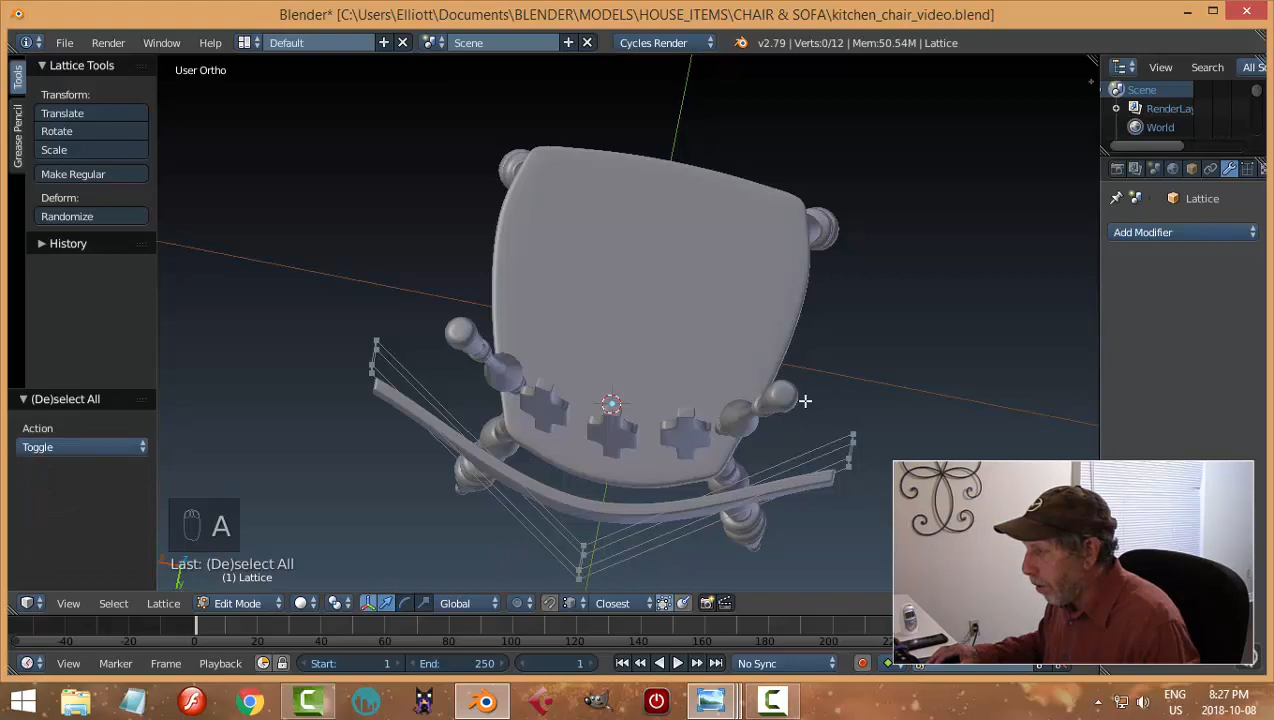 Blender* [C:\Users\Elliott\Documents\BLENDER\MODELS\HOUSE_ITEMS\CHAIR & SOFA\kitchen_chair_video.blend]
File Render Window Help Default Scene Cycles Render v2.79 | Verts:0/12 | Mem:50.54M | Lattice
View Search All S
Tools
Grease Pencil
Lattice Tools
Transform:
Translate
Rotate
Scale
Make Regular
Deform:
Randomize
History
(De)select All
Action
Toggle
User Ortho
A
Last: (De)select All
(1) Lattice
Scene
RenderLay
World
Lattice
Add Modifier
View Select Lattice Edit Mode Global Closest
-40 -20 0 20 40 60 80 100 120 140 160 180 200
View Marker Frame Playback Start: 1 End: 250 1 No Sync
ENG
US
8:27 PM
2018-10-08